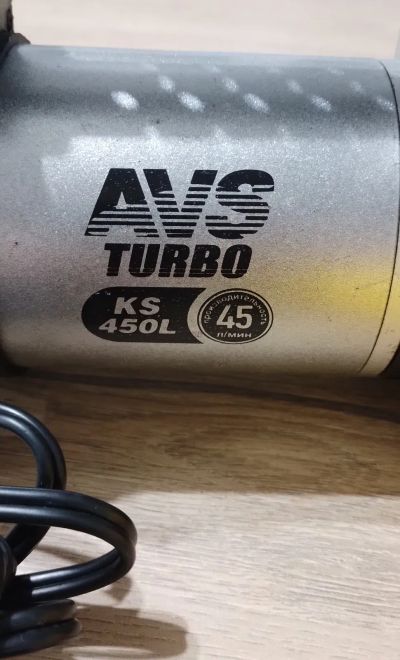 AVS
TURBO
KS
450L
производительность
45
л/мин